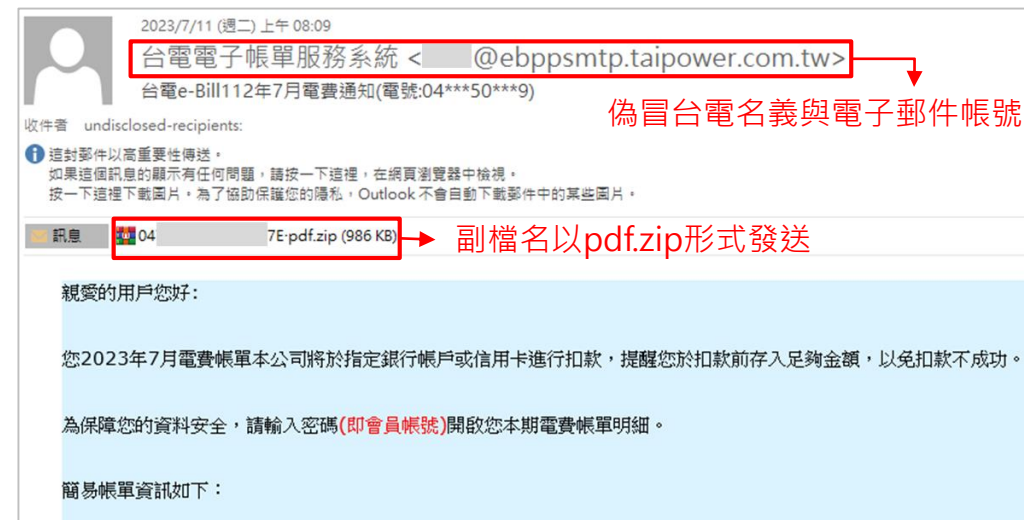 2023/7/11 (週二) 上午 08:09
台電電子帳單服務系統 < @ebppsmtp.taipower.com.tw>
台電e-Bill112年7月電費通知(電號:04***50***9)
偽冒台電名義與電子郵件帳號
收件者 undisclosed-recipients:
這封郵件以高重要性傳送。
如果這個訊息的顯示有任何問題，請按一下這裡，在網頁瀏覽器中檢視。
按一下這裡下載圖片。為了協助保護您的隱私，Outlook 不會自動下載郵件中的某些圖片。
訊息 04 7E-pdf.zip (986 KB)
副檔名以pdf.zip形式發送
親愛的用戶您好:
您2023年7月電費帳單本公司將於指定銀行帳戶或信用卡進行扣款，提醒您於扣款前存入足夠金額，以免扣款不成功。
為保障您的資料安全，請輸入密碼(即會員帳號)開啟您本期電費帳單明細。
簡易帳單資訊如下：